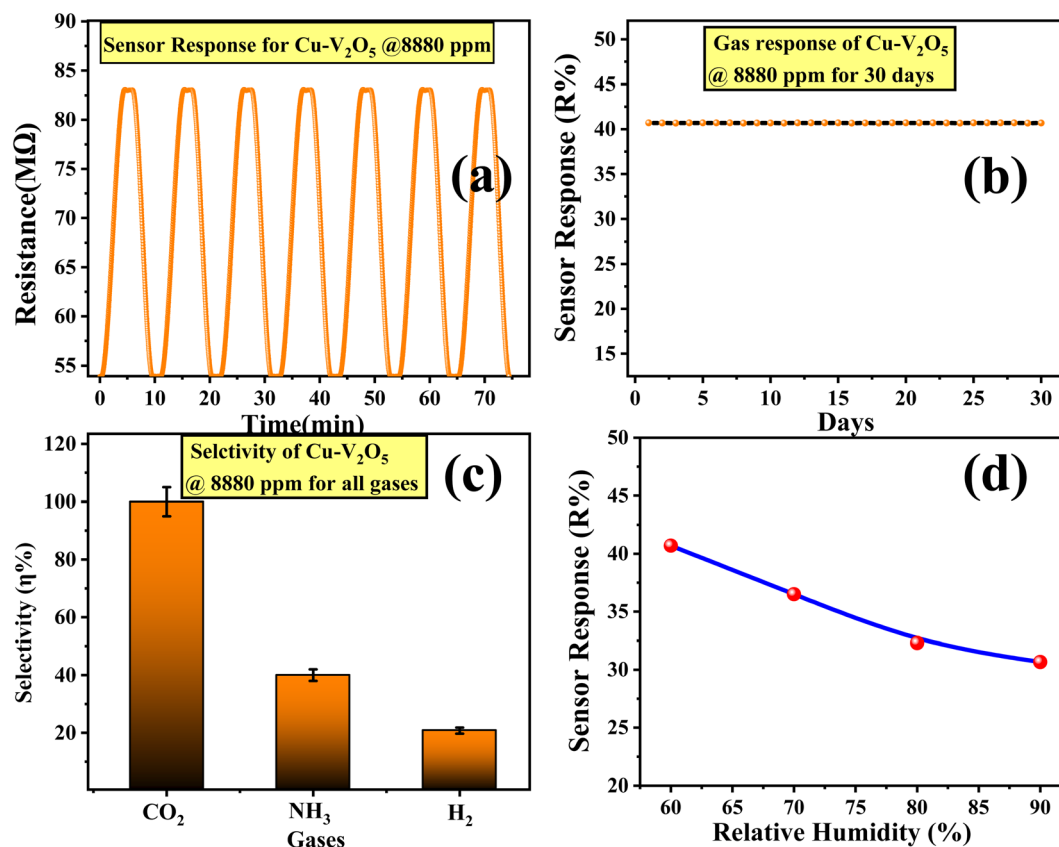 Sensor Response for Cu-V₂O₅ @8880 ppm
(a)
Resistance(MΩ)
90
85
80
75
70
65
60
55
0 10 20 30 40 50 60 70
Time(min)
Gas response of Cu-V₂O₅
@ 8880 ppm for 30 days
(b)
Sensor Response (R%)
50
45
40
35
30
25
20
15
0 5 10 15 20 25 30
Days
Selctivity of Cu-V₂O₅
@ 8880 ppm for all gases
(c)
Selectivity (η%)
120
100
80
60
40
20
CO₂ NH₃ H₂
Gases
(d)
Sensor Response (R%)
50
45
40
35
30
25
20
60 65 70 75 80 85 90
Relative Humidity (%)